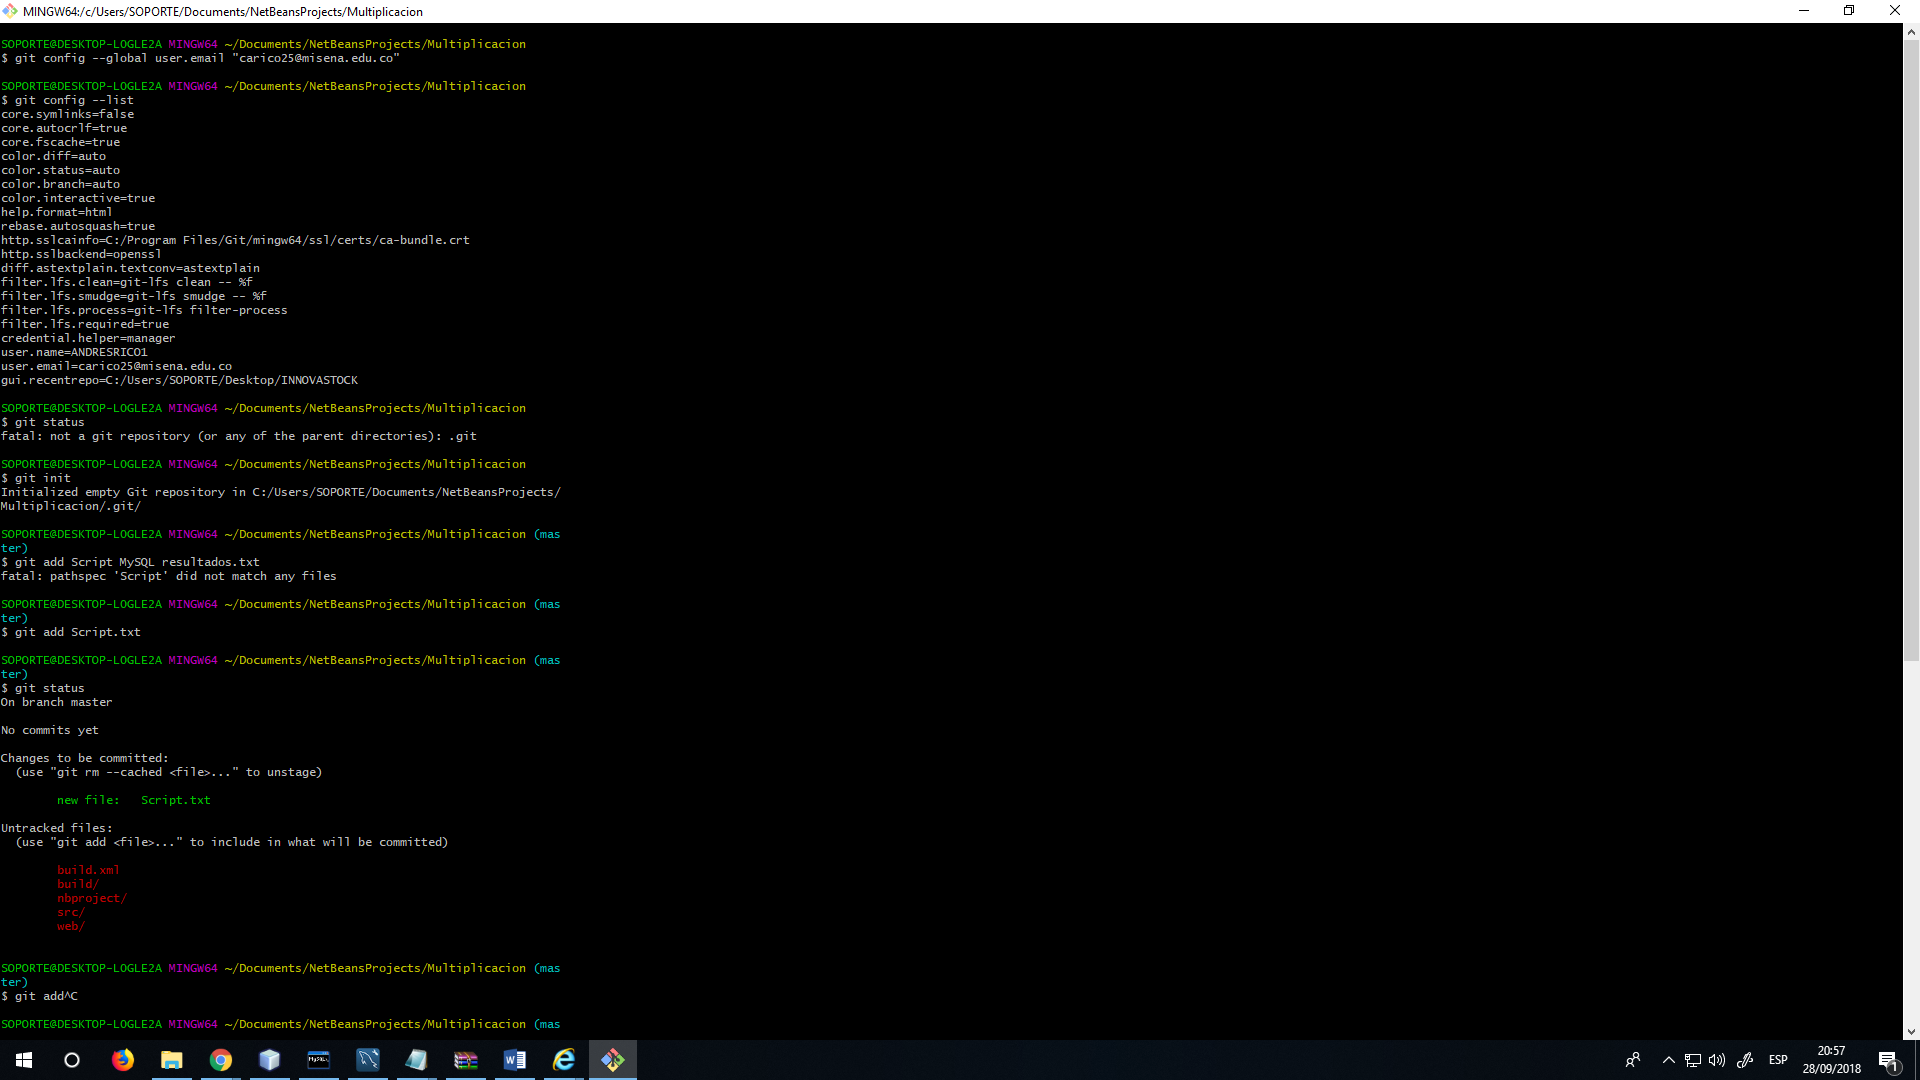 MINGW64:/c/Users/SOPORTE/Documents/NetBeansProjects/Multiplicacion
SOPORTE@DESKTOP-LOGLE2A MINGW64 ~/Documents/NetBeansProjects/Multiplicacion
$ git config --global user.email "carico25@misena.edu.co"
SOPORTE@DESKTOP-LOGLE2A MINGW64 ~/Documents/NetBeansProjects/Multiplicacion
$ git config --list
core.symlinks=false
core.autocrlf=true
core.fscache=true
color.diff=auto
color.status=auto
color.branch=auto
color.interactive=true
help.format=html
rebase.autosquash=true
http.sslcainfo=C:/Program Files/Git/mingw64/ssl/certs/ca-bundle.crt
http.sslbackend=openssl
diff.astextplain.textconv=astextplain
filter.lfs.clean=git-lfs clean -- %f
filter.lfs.smudge=git-lfs smudge -- %f
filter.lfs.process=git-lfs filter-process
filter.lfs.required=true
credential.helper=manager
user.name=ANDRESRICO1
user.email=carico25@misena.edu.co
gui.recentrepo=C:/Users/SOPORTE/Desktop/INNOVASTOCK
SOPORTE@DESKTOP-LOGLE2A MINGW64 ~/Documents/NetBeansProjects/Multiplicacion
$ git status
fatal: not a git repository (or any of the parent directories): .git
SOPORTE@DESKTOP-LOGLE2A MINGW64 ~/Documents/NetBeansProjects/Multiplicacion
$ git init
Initialized empty Git repository in C:/Users/SOPORTE/Documents/NetBeansProjects/
Multiplicacion/.git/
SOPORTE@DESKTOP-LOGLE2A MINGW64 ~/Documents/NetBeansProjects/Multiplicacion (mas
ter)
$ git add Script MySQL resultados.txt
fatal: pathspec 'Script' did not match any files
SOPORTE@DESKTOP-LOGLE2A MINGW64 ~/Documents/NetBeansProjects/Multiplicacion (mas
ter)
$ git add Script.txt
SOPORTE@DESKTOP-LOGLE2A MINGW64 ~/Documents/NetBeansProjects/Multiplicacion (mas
ter)
$ git status
On branch master
No commits yet
Changes to be committed:
(use "git rm --cached <file>..." to unstage)
new file:   Script.txt
Untracked files:
(use "git add <file>..." to include in what will be committed)
build.xml
build/
nbproject/
src/
web/
SOPORTE@DESKTOP-LOGLE2A MINGW64 ~/Documents/NetBeansProjects/Multiplicacion (mas
ter)
$ git add^C
SOPORTE@DESKTOP-LOGLE2A MINGW64 ~/Documents/NetBeansProjects/Multiplicacion (mas
MySQL
ESP
20:57
28/09/2018
1